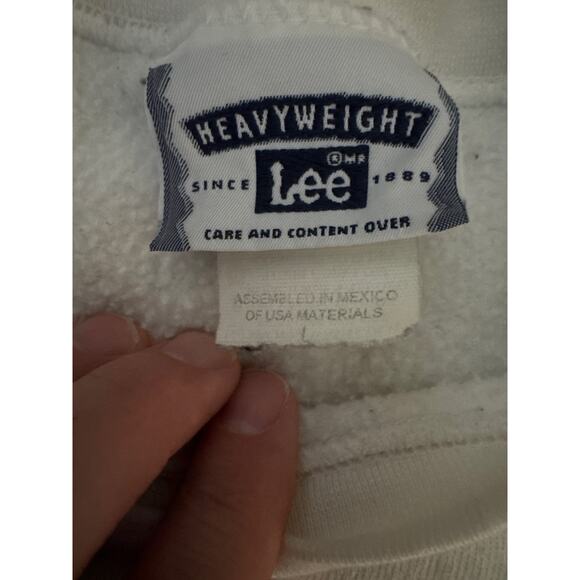 HEAVYWEIGHT
®MR
SINCE Lee 1889
CARE AND CONTENT OVER
ASSEMBLED IN MEXICO
OF USA MATERIALS
L